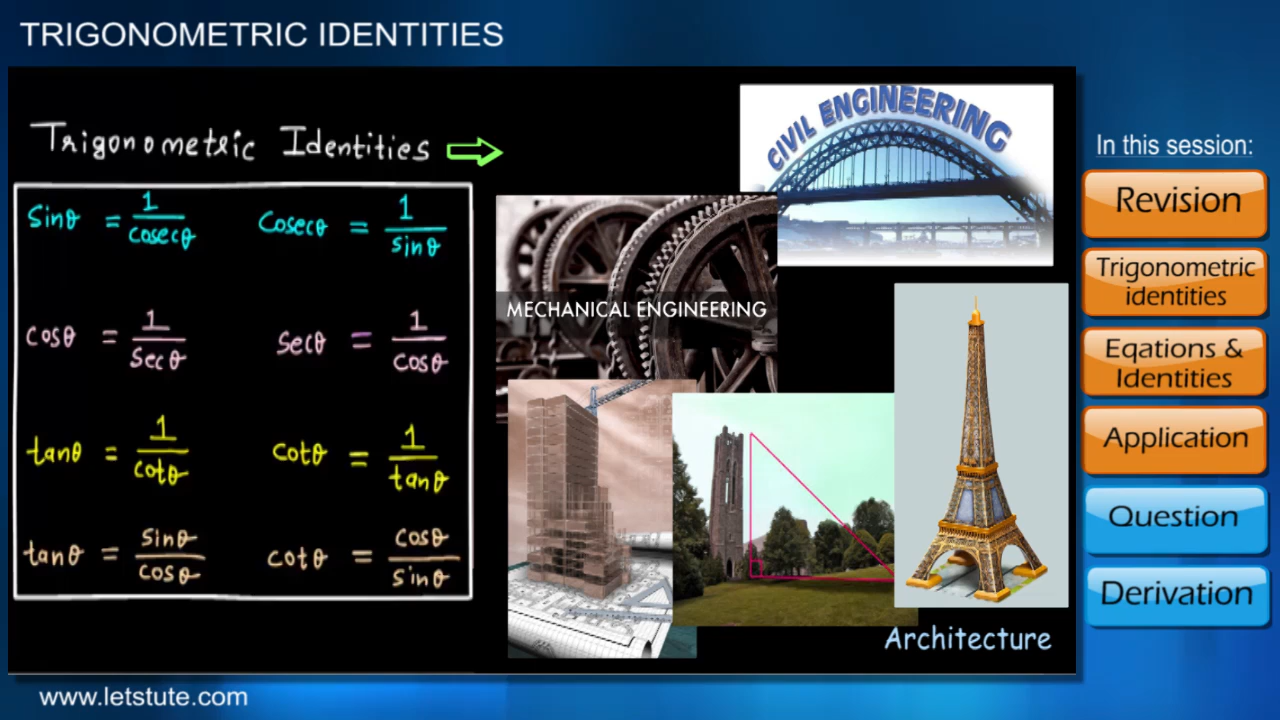 TRIGONOMETRIC IDENTITIES
Trigonometric Identities ⇨
Sinθ = 1/cosecθ    Cosecθ = 1/sinθ
cosθ = 1/Secθ    secθ = 1/cosθ
tanθ = 1/cotθ    cotθ = 1/tanθ
tanθ = sinθ/cosθ    cotθ = cosθ/sinθ
CIVIL ENGINEERING
MECHANICAL ENGINEERING
Architecture
In this session:
Revision
Trigonometric
identities
Eqations &
Identities
Application
Question
Derivation
www.letstute.com